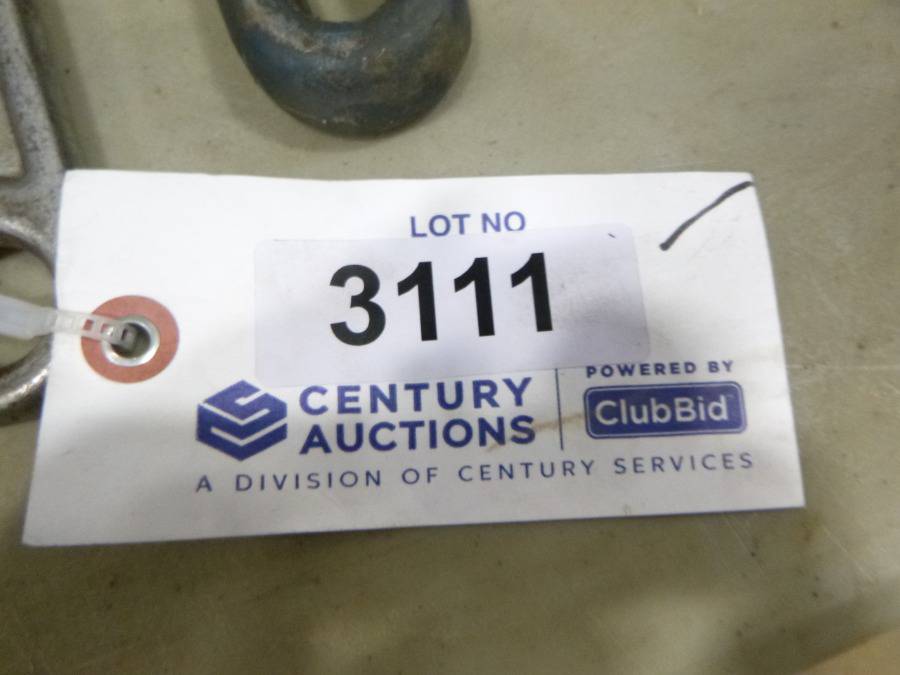 LOT NO
3111
CENTURY
AUCTIONS
POWERED BY
ClubBid
A DIVISION OF CENTURY SERVICES